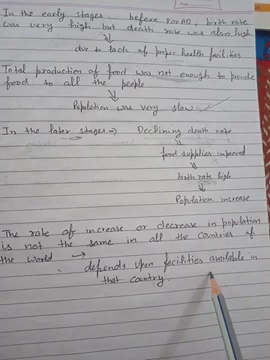 In the early stages before 1200AD, birth rate
was very high but death rate was also high.
↓
due to lack of proper health facilities
Total production of food was not enough to provide
food to all the people
↓
Population was very slow
In the later stages → Declining death rate
↓
food supplies improved
↓
birth rate high
↓
Population increase
The rate of increase or decrease in population
is not the same in all the countries of
the world →
depends upon facilities available in
that country.